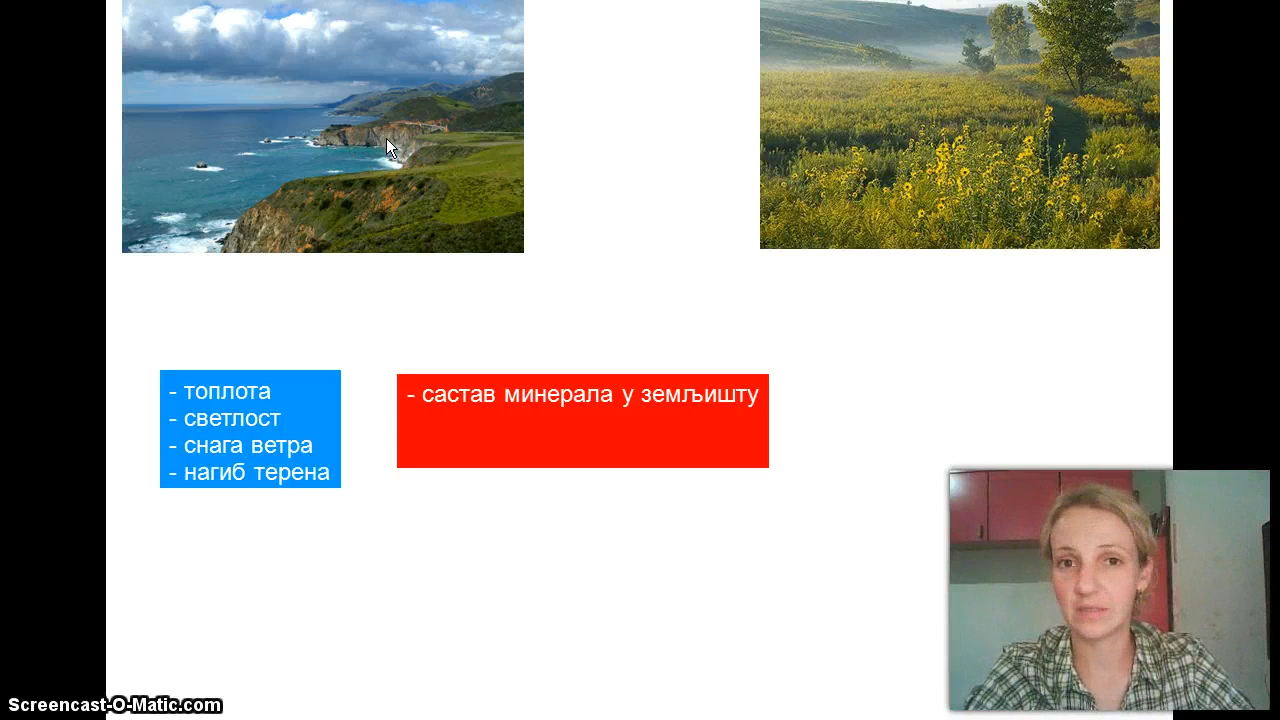 - топлота
- светлост
- снага ветра
- нагиб терена
- састав минерала у земљишту
Screencast-O-Matic.com